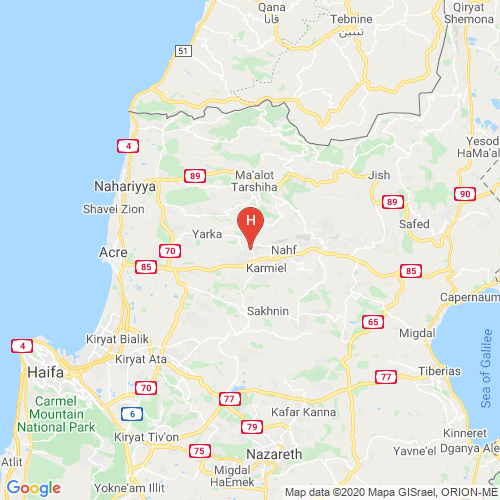 Qana
قانا
Tebnine
تبنين
Qiryat
Shemona
51
4
Yesod
HaMa'al
89
Ma'alot
Tarshiha
Jish
Nahariyya
90
Shavei Zion
89
H
Safed
Yarka
Acre
70
Nahf
85
Karmiel
85
Capernaum
Sakhnin
65
Kiryat Bialik
Migdal
4
Kiryat Ata
Haifa
Tiberias
Sea of Galilee
77
70
Carmel
Mountain
National Park
77
6
Kafar Kanna
79
Kiryat Tiv'on
Kinneret
75
Nazareth
Yavne'el
Dganya Ale
Atlit
Migdal
HaEmek
Yokne'am Illit
Google
Map data ©2020 Mapa GISrael, ORION-ME